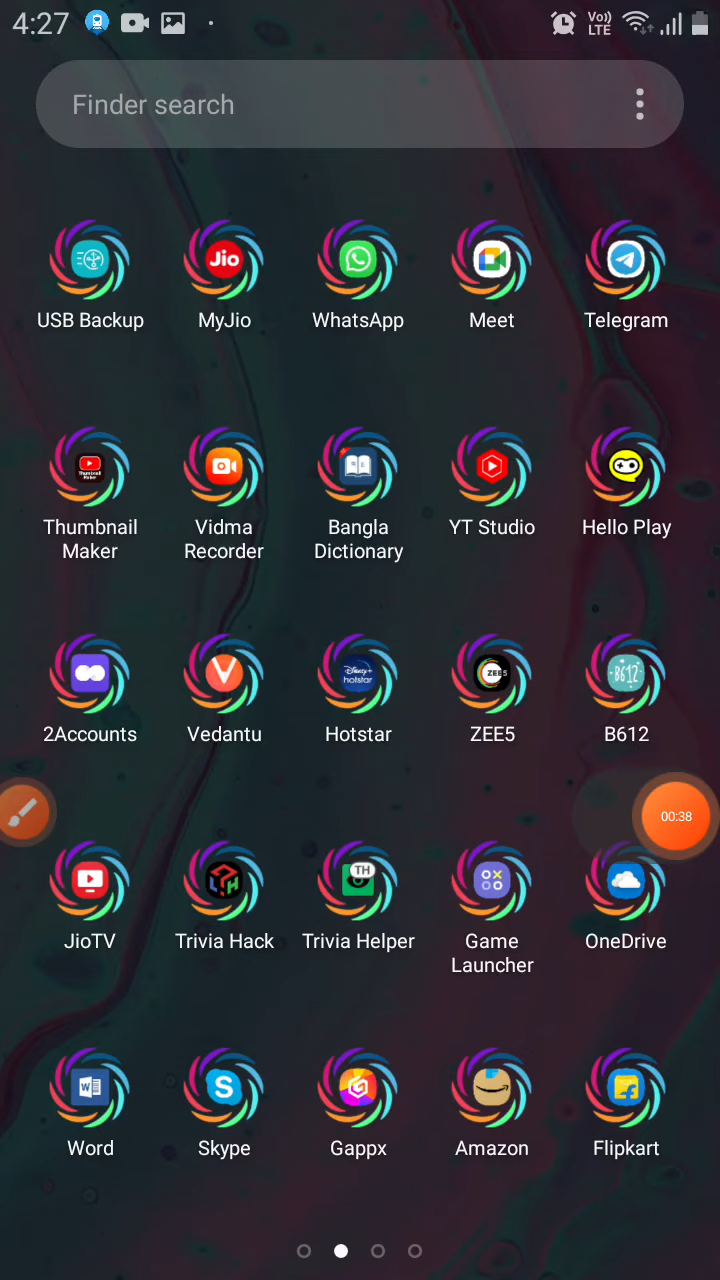 4:27
Vo))
LTE
Finder search
Jio
USB Backup MyJio WhatsApp Meet Telegram
Thumbnail
Maker
Thumbnail Vidma Bangla YT Studio Hello Play
Maker Recorder Dictionary
Disney+
hotstar
ZEE5
B612
2Accounts Vedantu Hotstar ZEE5 B612
00:38
TH
L H
JioTV Trivia Hack Trivia Helper Game OneDrive
Launcher
W
S
Word Skype Gappx Amazon Flipkart